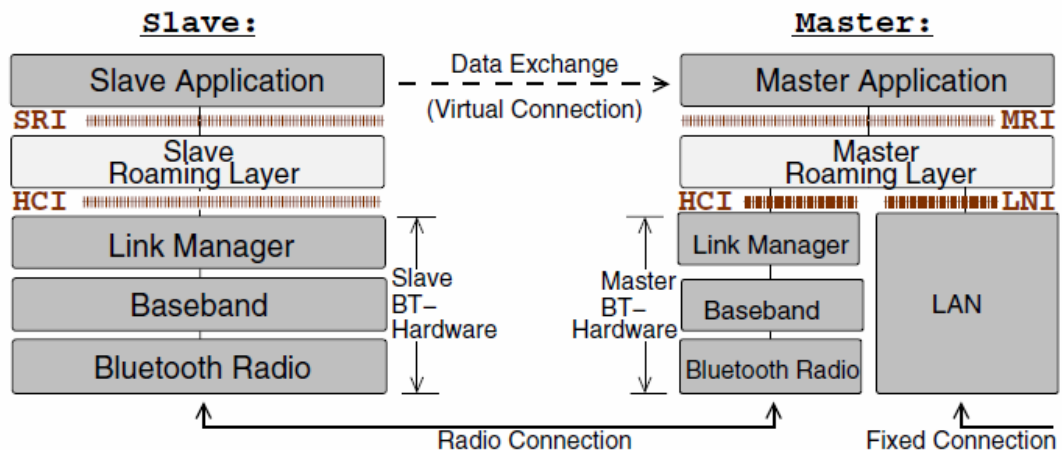 Slave:
Master:
Slave Application
Data Exchange
(Virtual Connection)
Master Application
SRI
MRI
Slave
Roaming Layer
Master
Roaming Layer
HCI
HCI
LNI
Link Manager
Slave
BT-
Hardware
Master
BT-
Hardware
Link Manager
Baseband
Baseband
LAN
Bluetooth Radio
Bluetooth Radio
Radio Connection
Fixed Connection